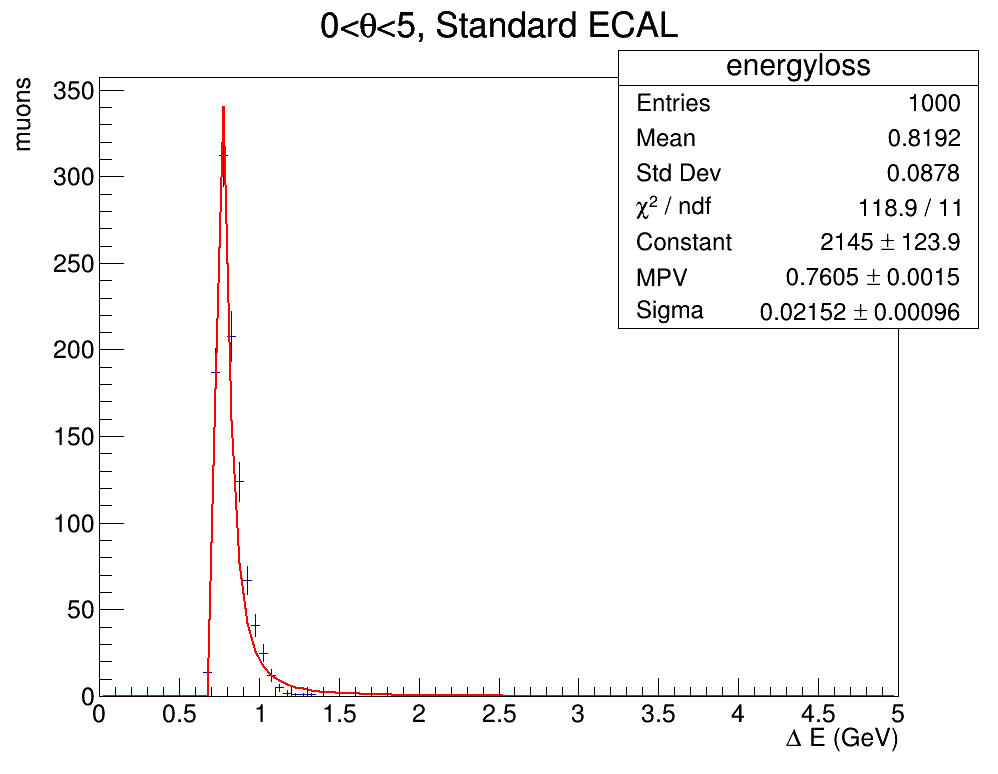 0<θ<5, Standard ECAL
energyloss
Entries 1000
Mean 0.8192
Std Dev 0.0878
χ² / ndf 118.9 / 11
Constant 2145 ± 123.9
MPV 0.7605 ± 0.0015
Sigma 0.02152 ± 0.00096
muons
350
300
250
200
150
100
50
0
0 0.5 1 1.5 2 2.5 3 3.5 4 4.5 5
Δ E (GeV)